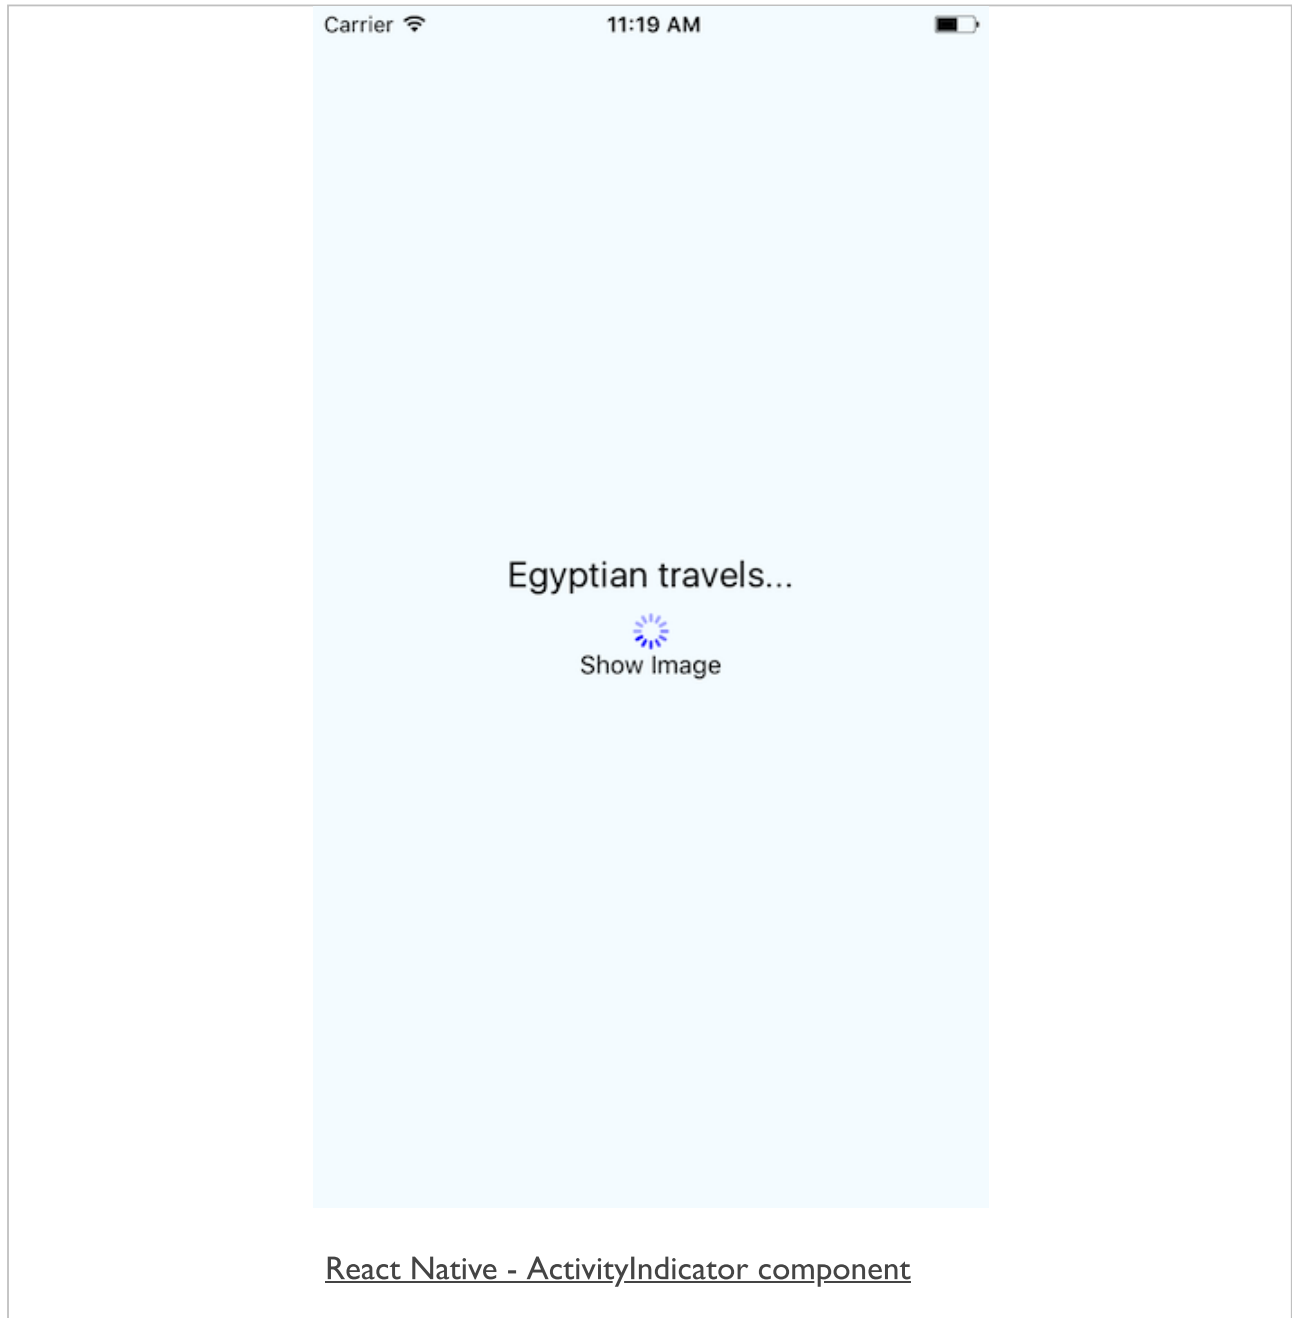 Carrier 11:19 AM
Egyptian travels...
Show Image
React Native - ActivityIndicator component